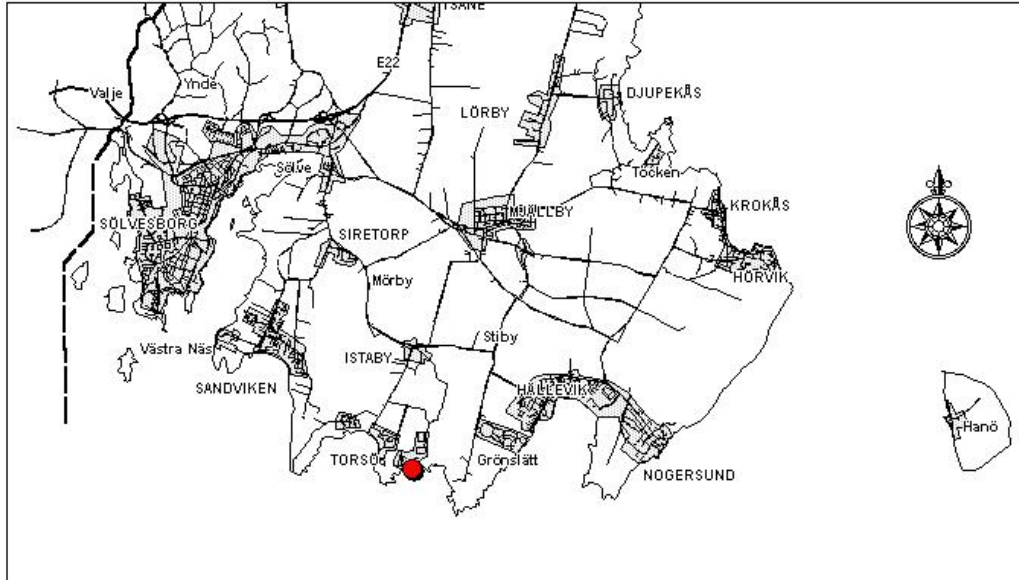 TSANE
E22
Ynde
Valje
DJUPEKÅS
LÖRBY
Sölve
Tocken
SÖLVESBORG
MJÄLLBY
KROKÅS
SIRETORP
HÖRVIK
Mörby
Stiby
Västra Näs
ISTABY
SANDVIKEN
HÄLLEVIK
Hanö
TORSÖ
Grönslätt
NOGERSUND